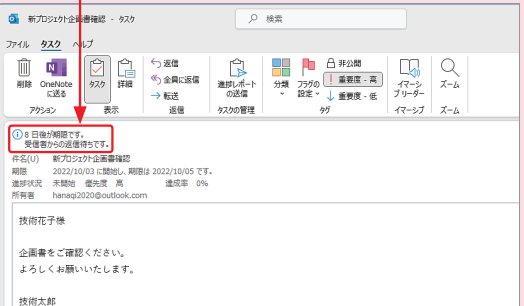 新プロジェクト企画書確認 - タスク
検索
ファイル タスク ヘルプ
削除
OneNote
に送る
タスク
詳細
返信
全員に返信
転送
進捗レポート
の送信
分類
フラグの
設定
非公開
重要度 - 高
重要度 - 低
イマーシ
ブ リーダー
ズーム
アクション
表示
返信
タスクの管理
タグ
イマーシブ
ズーム
8 日後が期限です。
受信者からの返信待ちです。
件名(U) 新プロジェクト企画書確認
期限 2022/10/03 に開始し、期限は 2022/10/05 です。
進捗状況 未開始 優先度 高 達成率 0%
所有者 hanagi2020@outlook.com
技術花子様
企画書をご確認ください。
よろしくお願いいたします。
技術太郎